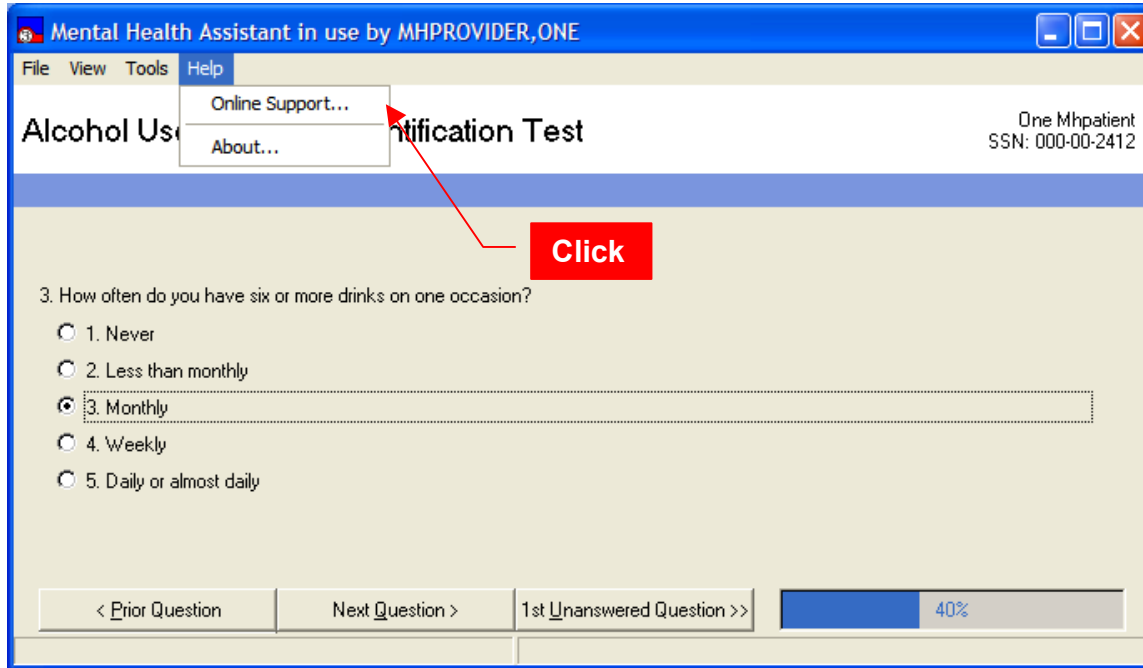 Mental Health Assistant in use by MHPROVIDER,ONE
File View Tools Help
Online Support...
About...
Alcohol Us ntification Test
One Mhpatient
SSN: 000-00-2412
Click
3. How often do you have six or more drinks on one occasion?
1. Never
2. Less than monthly
3. Monthly
4. Weekly
5. Daily or almost daily
< Prior Question Next Question > 1st Unanswered Question >> 40%